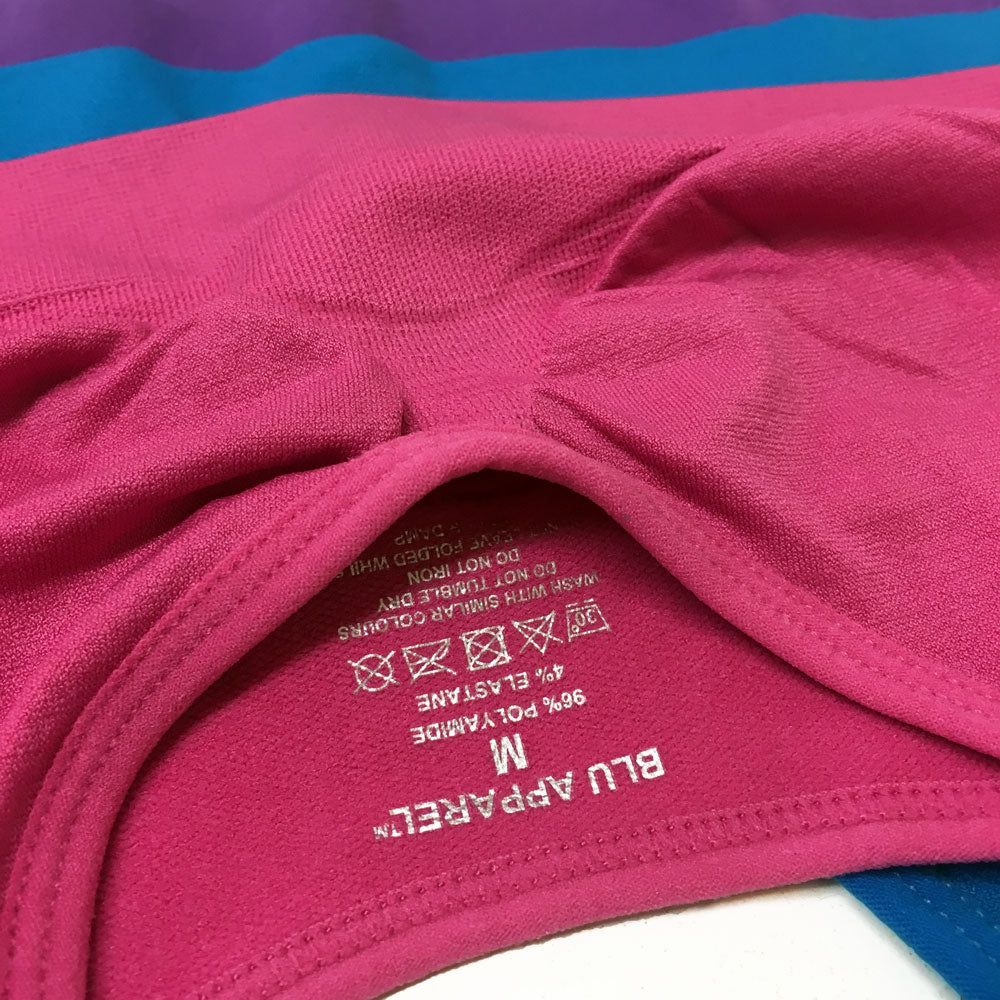 BLU APPAREL™
M
96% POLYAMIDE
4% ELASTANE
30°
WASH WITH SIMILAR COLOURS
DO NOT TUMBLE DRY
DO NOT IRON
LEAVE FOLDED
DAMP